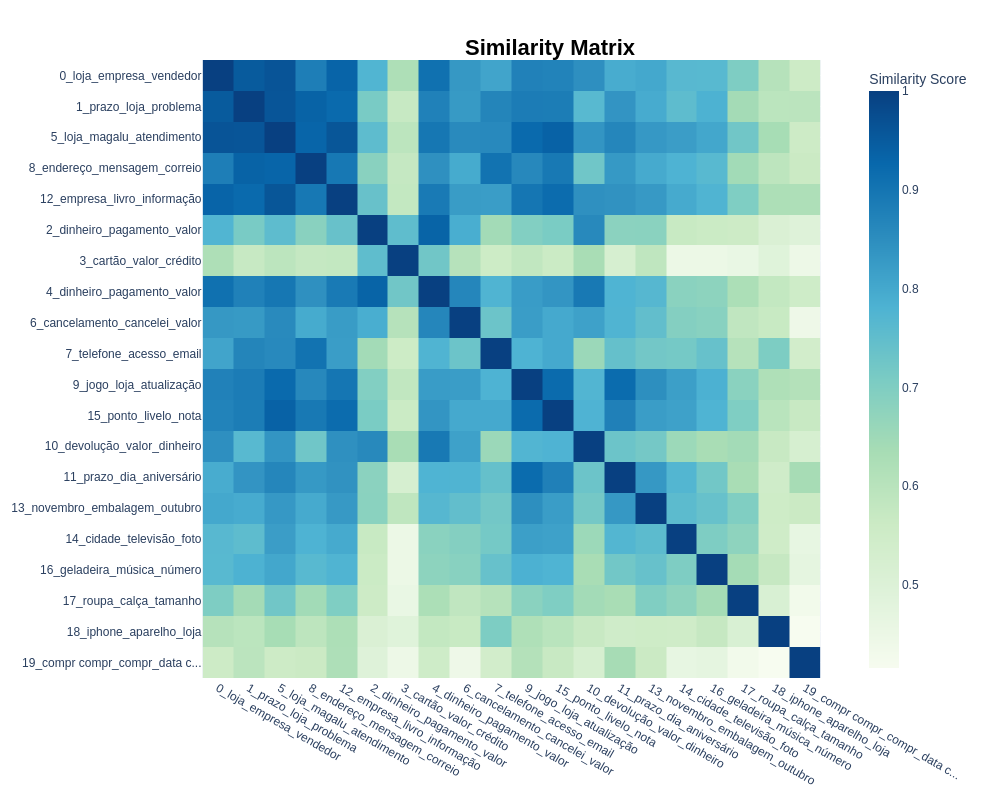 Similarity Matrix
Similarity Score
0_loja_empresa_vendedor
1_prazo_loja_problema
5_loja_magalu_atendimento
8_endereço_mensagem_correio
12_empresa_livro_informação
2_dinheiro_pagamento_valor
3_cartão_valor_crédito
4_dinheiro_pagamento_valor
6_cancelamento_cancelei_valor
7_telefone_acesso_email
9_jogo_loja_atualização
15_ponto_livelo_nota
10_devolução_valor_dinheiro
11_prazo_dia_aniversário
13_novembro_embalagem_outubro
14_cidade_televisão_foto
16_geladeira_música_número
17_roupa_calça_tamanho
18_iphone_aparelho_loja
19_compr compr_compr_data c...
1
0.9
0.8
0.7
0.6
0.5
0_loja_empresa_vendedor
1_prazo_loja_problema
5_loja_magalu_atendimento
8_endereço_mensagem_correio
12_empresa_livro_informação
2_dinheiro_pagamento_valor
3_cartão_valor_crédito
4_dinheiro_pagamento_valor
6_cancelamento_cancelei_valor
7_telefone_acesso_email
9_jogo_loja_atualização
15_ponto_livelo_nota
10_devolução_valor_dinheiro
11_prazo_dia_aniversário
13_novembro_embalagem_outubro
14_cidade_televisão_foto
16_geladeira_música_número
17_roupa_calça_tamanho
18_iphone_aparelho_loja
19_compr compr_compr_data c...